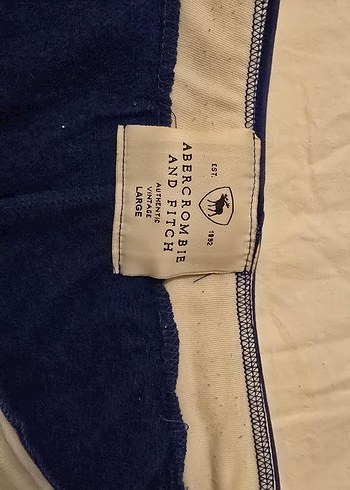 EST. 1892
ABERCROMBIE
AND FITCH
AUTHENTIC
VINTAGE
LARGE